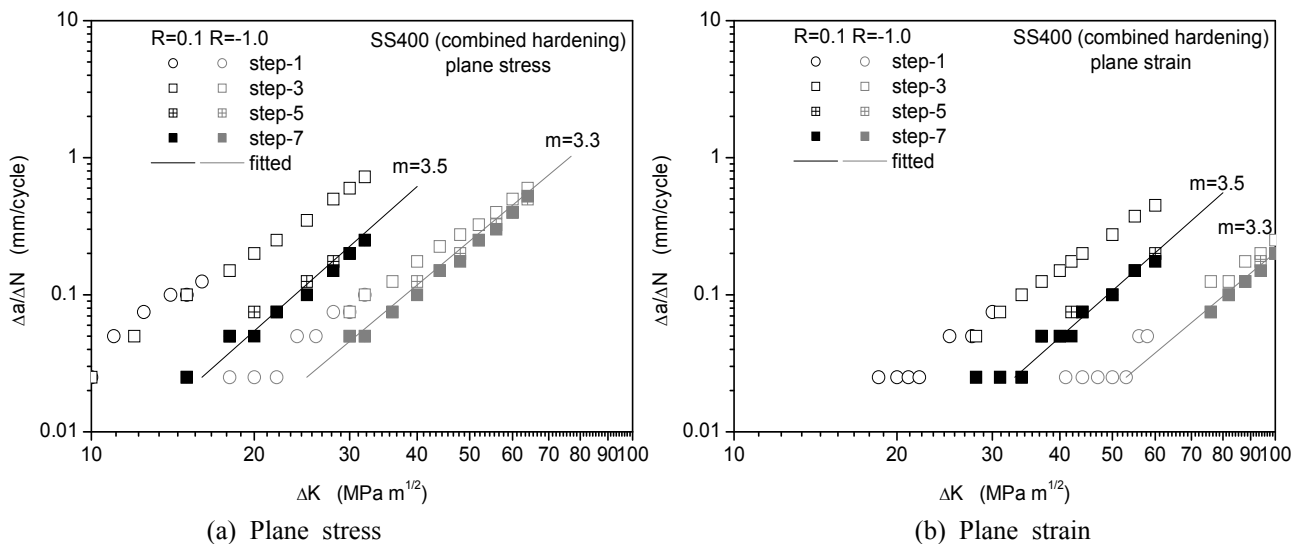 10
1
0.1
0.01
Δa/ΔN (mm/cycle)
R=0.1 R=-1.0
step-1
step-3
step-5
step-7
fitted
SS400 (combined hardening)
plane stress
m=3.5
m=3.3
10 20 30 40 50 60 70 80 90 100
ΔK (MPa m^1/2)
(a) Plane stress
10
1
0.1
0.01
Δa/ΔN (mm/cycle)
R=0.1 R=-1.0
step-1
step-3
step-5
step-7
fitted
SS400 (combined hardening)
plane strain
m=3.5
m=3.3
10 20 30 40 50 60 70 80 90 100
ΔK (MPa m^1/2)
(b) Plane strain